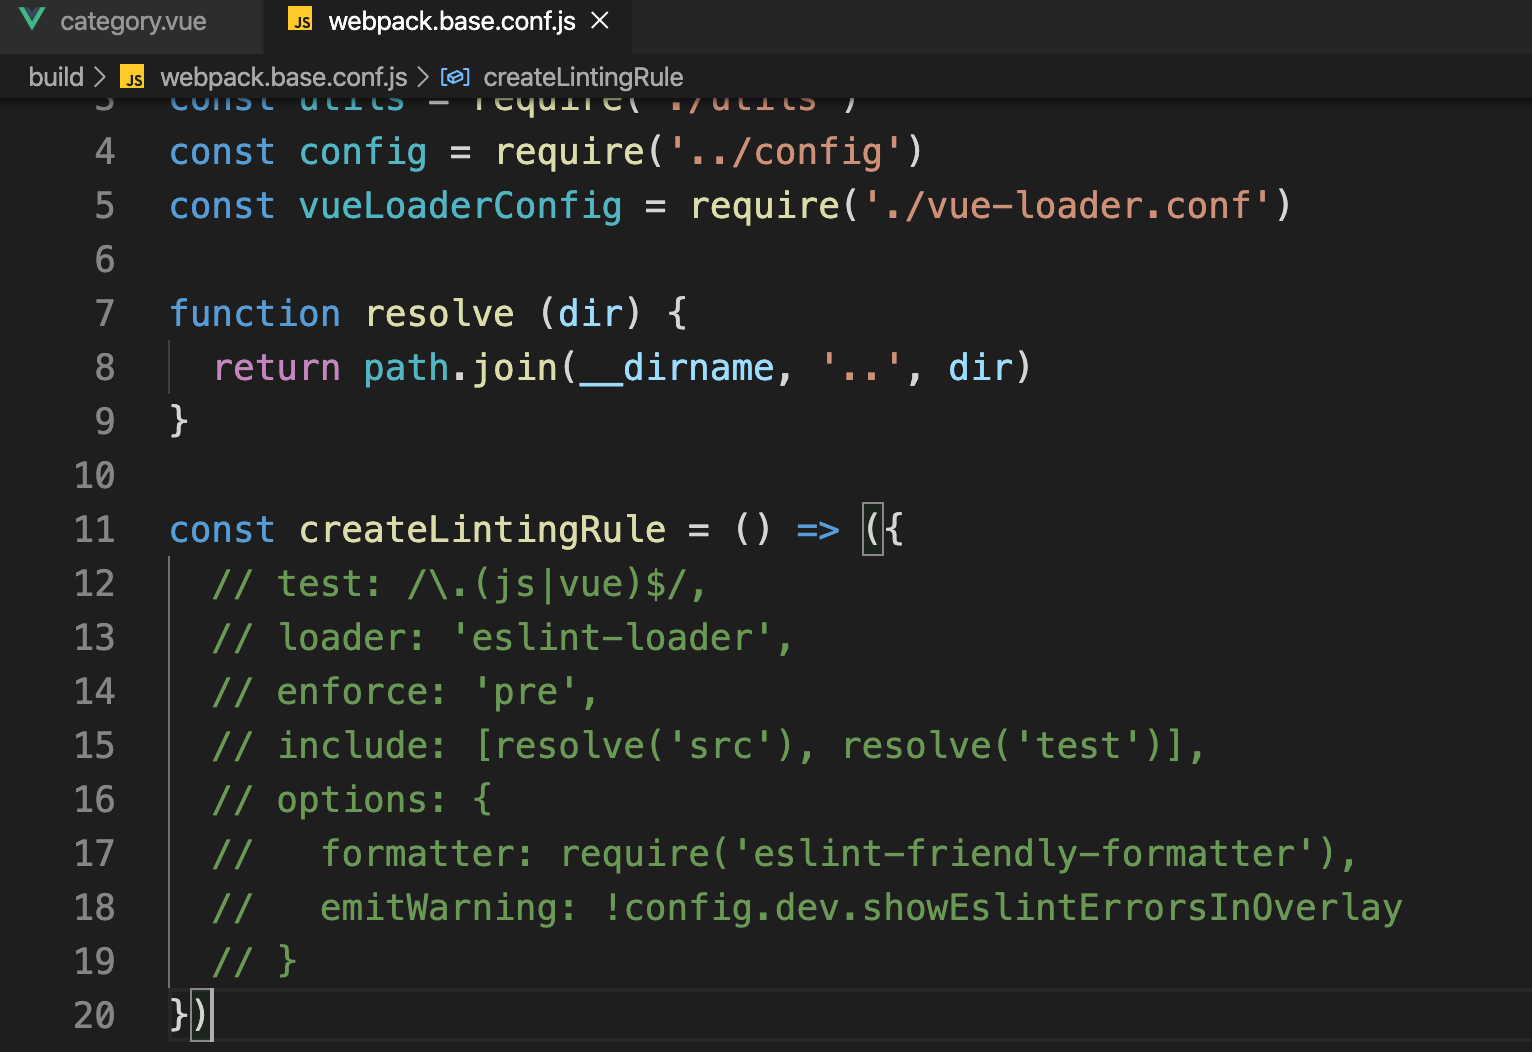 category.vue
JS webpack.base.conf.js
build > JS webpack.base.conf.js > createLintingRule
3 const utils = require('./utils')
4 const config = require('../config')
5 const vueLoaderConfig = require('./vue-loader.conf')
6
7 function resolve (dir) {
8   return path.join(__dirname, '..', dir)
9 }
10
11 const createLintingRule = () => ({
12   // test: /\.(js|vue)$/,
13   // loader: 'eslint-loader',
14   // enforce: 'pre',
15   // include: [resolve('src'), resolve('test')],
16   // options: {
17   //   formatter: require('eslint-friendly-formatter'),
18   //   emitWarning: !config.dev.showEslintErrorsInOverlay
19   // }
20 })